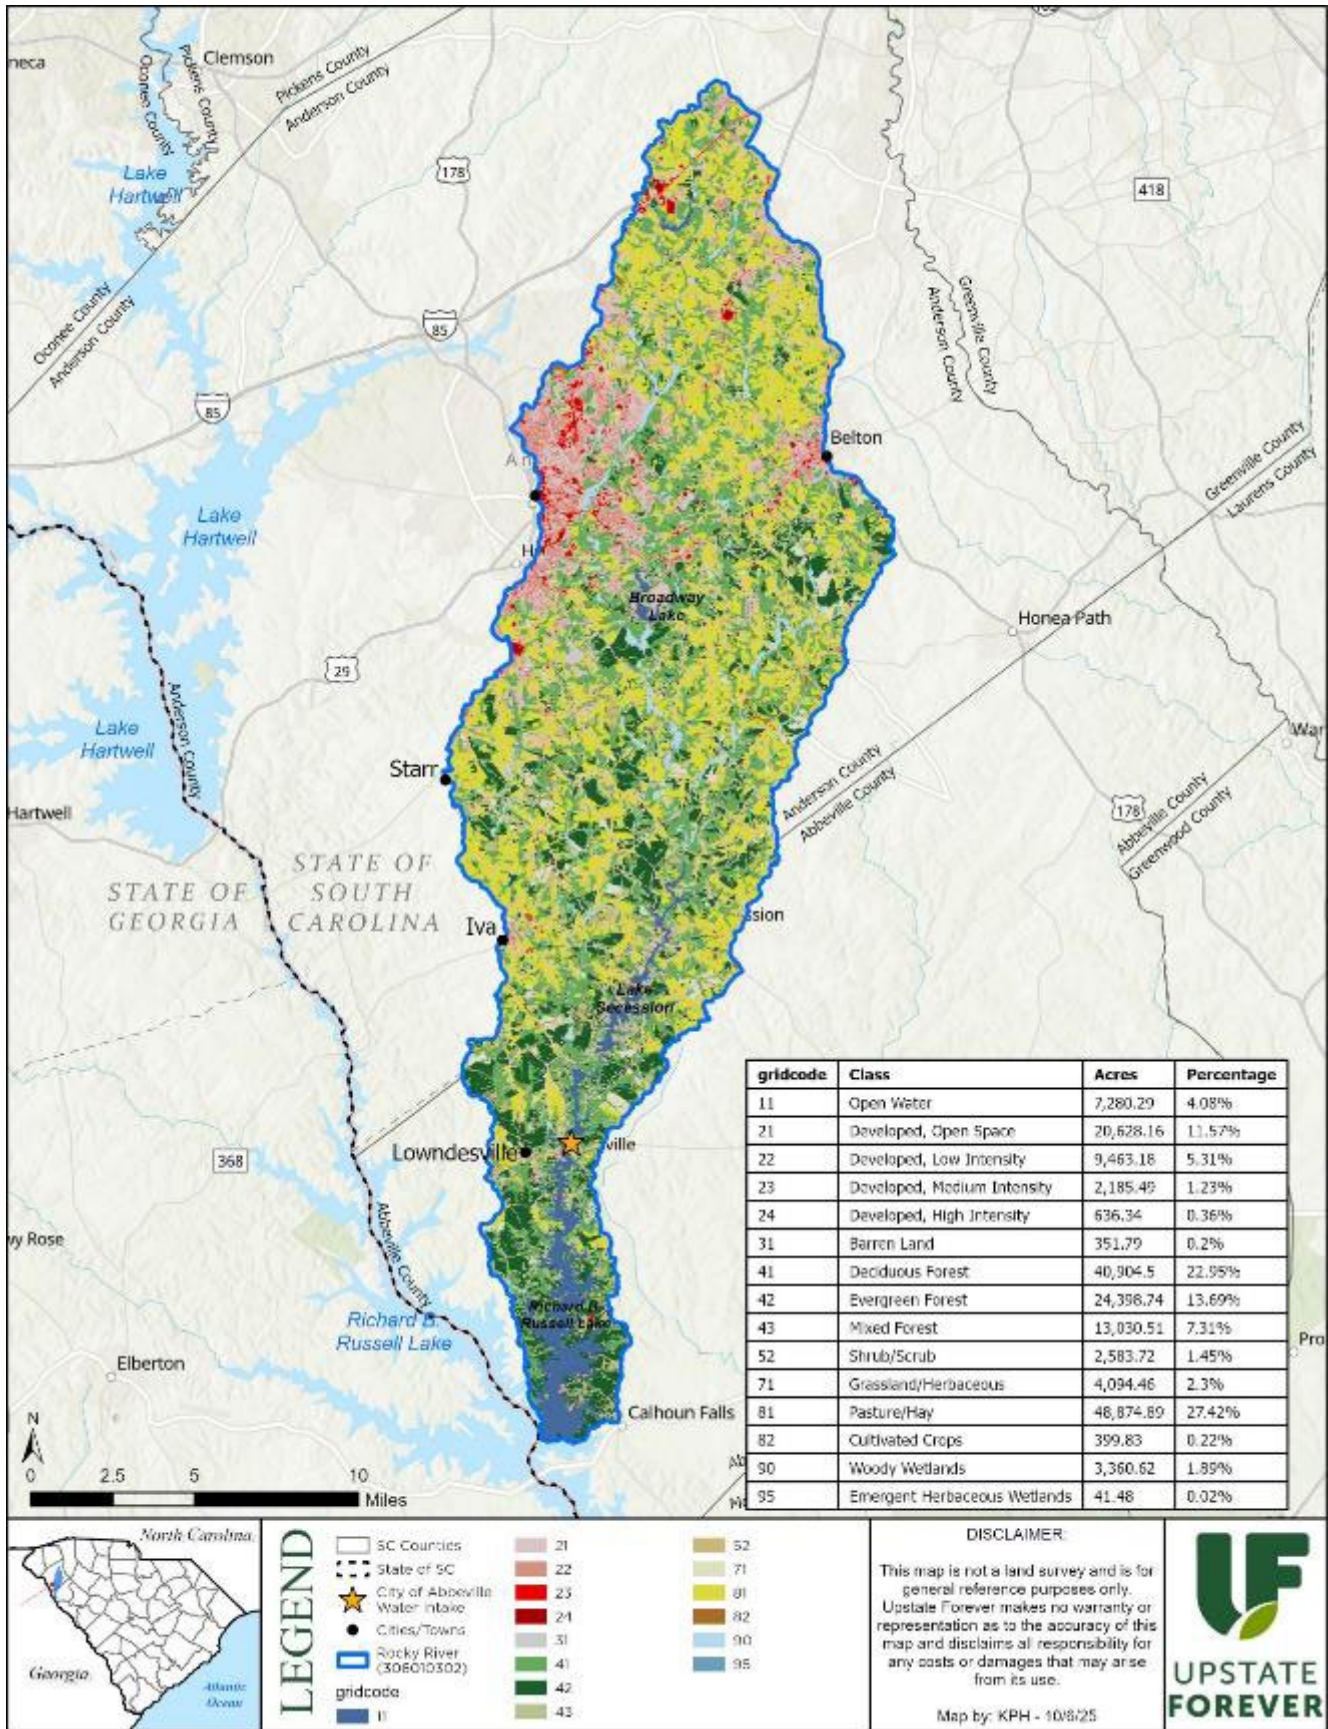 neca
Clemson
Pickens County
Oconee County
Pickens County
Anderson County
Lake
Hartwell
178
418
Oconee County
Anderson County
85
Greenville County
Anderson County
85
Belton
An
Greenville County
Laurens County
Lake
Hartwell
H
Broadway
Lake
Honea Path
29
Anderson County
Lake
Hartwell
War
Starr
Anderson County
Abbeville County
178
Abbeville County
Greenwood County
Hartwell
STATE OF
GEORGIA
STATE OF
SOUTH
CAROLINA
Iva
ssion
Lake
Secession
Lowndesville
ville
368
Abbeville County
wy Rose
Richard B.
Russell Lake
Richard B.
Russell Lake
Elberton
Calhoun Falls
Pro
N
0 2.5 5 10
Miles
gridcode Class Acres Percentage
11 Open Water 7,280.29 4.08%
21 Developed, Open Space 20,628.16 11.57%
22 Developed, Low Intensity 9,463.18 5.31%
23 Developed, Medium Intensity 2,185.49 1.23%
24 Developed, High Intensity 636.34 0.36%
31 Barren Land 351.79 0.2%
41 Deciduous Forest 40,904.5 22.95%
42 Evergreen Forest 24,398.74 13.69%
43 Mixed Forest 13,030.51 7.31%
52 Shrub/Scrub 2,583.72 1.45%
71 Grassland/Herbaceous 4,094.46 2.3%
81 Pasture/Hay 48,874.89 27.42%
82 Cultivated Crops 399.83 0.22%
90 Woody Wetlands 3,360.62 1.89%
95 Emergent Herbaceous Wetlands 41.48 0.02%
North Carolina
Georgia
Atlantic
Ocean
LEGEND
SC Counties
State of SC
City of Abbeville
Water Intake
Cities/Towns
Rocky River
(306010302)
gridcode
11
21
22
23
24
31
41
42
43
52
71
81
82
90
95
DISCLAIMER:
This map is not a land survey and is for
general reference purposes only.
Upstate Forever makes no warranty or
representation as to the accuracy of this
map and disclaims all responsibility for
any costs or damages that may arise
from its use.
Map by: KPH - 10/6/25
UPSTATE
FOREVER